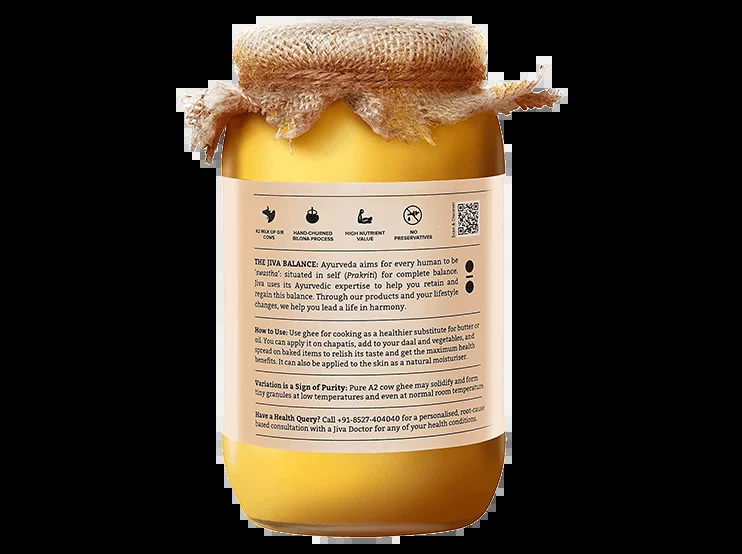 A2 MILK OF GIR
COWS
HAND-CHURNED
BILONA PROCESS
HIGH NUTRIENT
VALUE
NO
PRESERVATIVES
Scan & Discover
THE JIVA BALANCE: Ayurveda aims for every human to be
'swastha': situated in self (Prakriti) for complete balance.
Jiva uses its Ayurvedic expertise to help you retain and
regain this balance. Through our products and your lifestyle
changes, we help you lead a life in harmony.
How to Use: Use ghee for cooking as a healthier substitute for butter or
oil. You can apply it on chapatis, add to your daal and vegetables, and
spread on baked items to relish its taste and get the maximum health
benefits. It can also be applied to the skin as a natural moisturiser.
Variation is a Sign of Purity: Pure A2 cow ghee may solidify and form
tiny granules at low temperatures and even at normal room temperature.
Have a Health Query? Call +91-8527-404040 for a personalised, root-cause
based consultation with a Jiva Doctor for any of your health conditions.